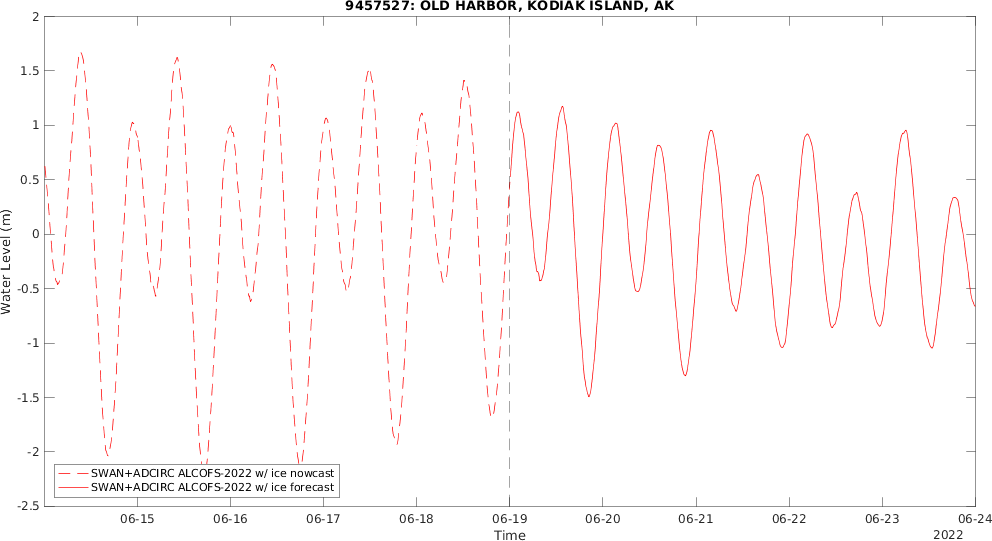 9457527: OLD HARBOR, KODIAK ISLAND, AK
2
1.5
1
0.5
0
-0.5
-1
-1.5
-2
-2.5
Water Level (m)
SWAN+ADCIRC ALCOFS-2022 w/ ice nowcast
SWAN+ADCIRC ALCOFS-2022 w/ ice forecast
06-15 06-16 06-17 06-18 06-19 06-20 06-21 06-22 06-23 06-24
Time
2022